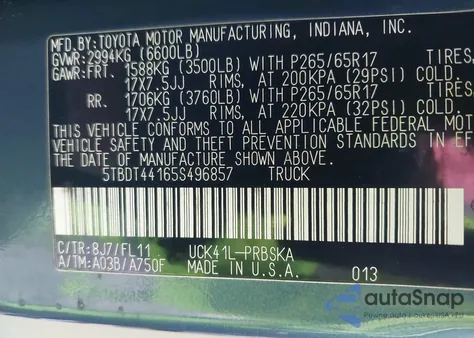 MFD.BY:TOYOTA MOTOR MANUFACTURING, INDIANA, INC.
GVWR:2994KG (6600LB)
GAWR:FRT. 1588KG (3500LB) WITH P265/65R17 TIRES,
17X7.5JJ RIMS, AT 200KPA (29PSI) COLD.
RR. 1706KG (3760LB) WITH P265/65R17 TIRES,
17X7.5JJ RIMS, AT 220KPA (32PSI) COLD.
THIS VEHICLE CONFORMS TO ALL APPLICABLE FEDERAL MOT
VEHICLE SAFETY AND THEFT PREVENTION STANDARDS IN EF
ON THE DATE OF MANUFACTURE SHOWN ABOVE.
5TBDT44165S496857 TRUCK
C/TR:8J7/FL11 UCK41L-PRBSKA
A/TM:A03B/A750F MADE IN U.S.A. 013
autoSnap